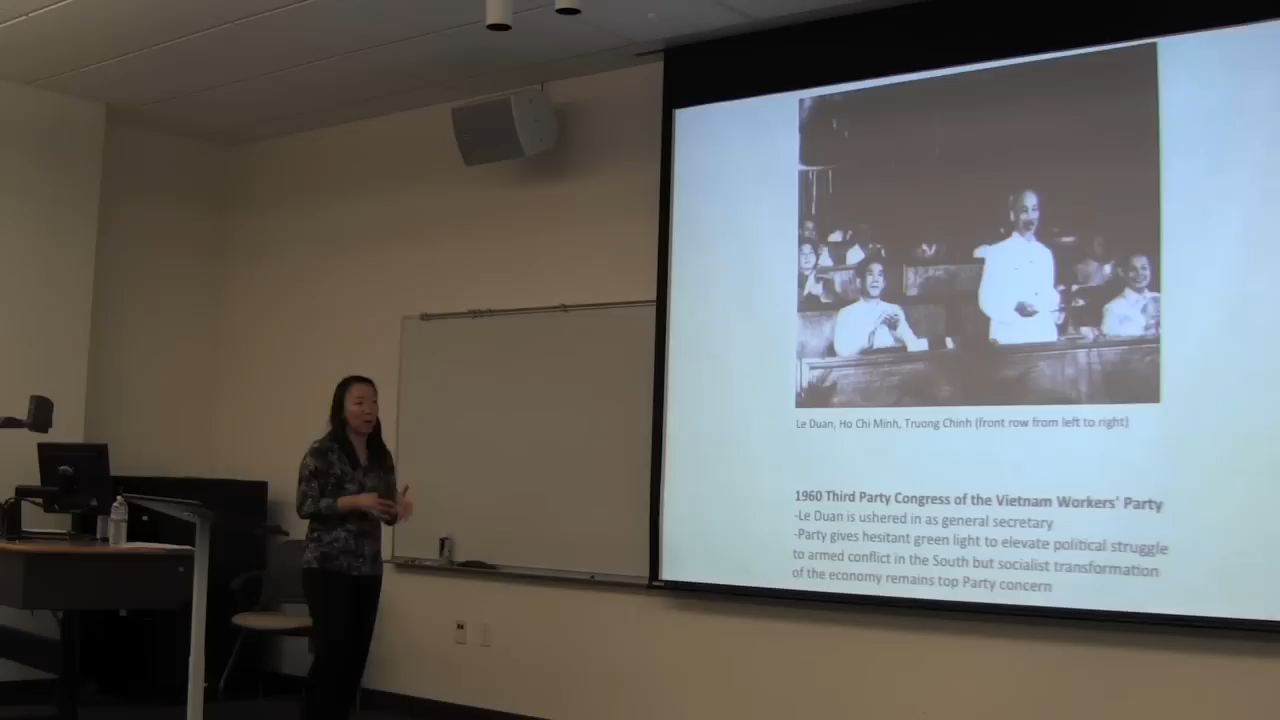 Le Duan, Ho Chi Minh, Truong Chinh (front row from left to right)
1960 Third Party Congress of the Vietnam Workers' Party
-Le Duan is ushered in as general secretary
-Party gives hesitant green light to elevate political struggle
to armed conflict in the South but socialist transformation
of the economy remains top Party concern